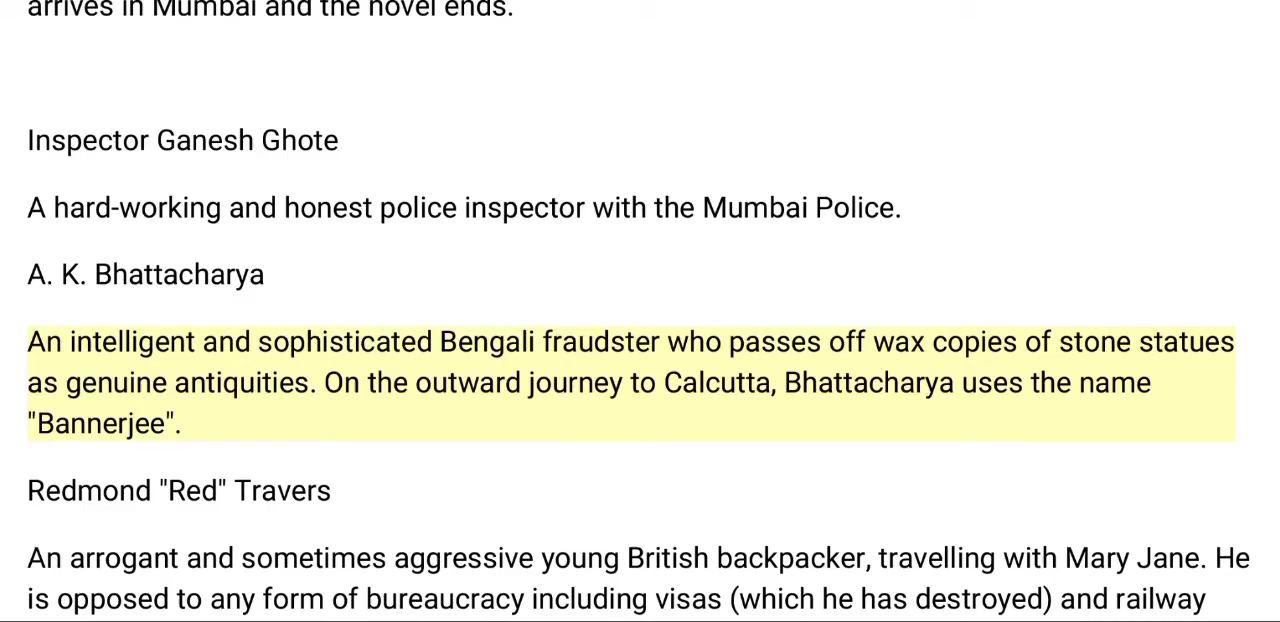 arrives in Mumbai and the novel ends.
Inspector Ganesh Ghote
A hard-working and honest police inspector with the Mumbai Police.
A. K. Bhattacharya
An intelligent and sophisticated Bengali fraudster who passes off wax copies of stone statues
as genuine antiquities. On the outward journey to Calcutta, Bhattacharya uses the name
"Bannerjee".
Redmond "Red" Travers
An arrogant and sometimes aggressive young British backpacker, travelling with Mary Jane. He
is opposed to any form of bureaucracy including visas (which he has destroyed) and railway